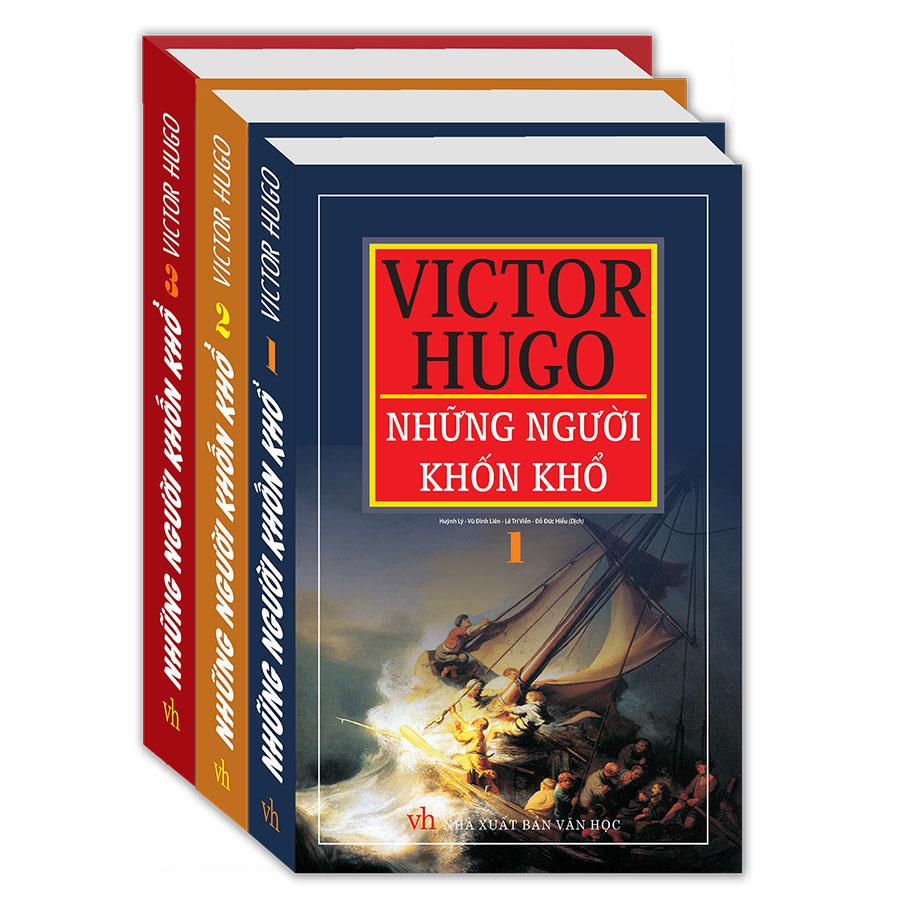 VICTOR
HUGO
NHỮNG NGƯỜI
KHỐN KHỔ
Huỳnh Lý - Vũ Đình Liên - Lê Trí Viễn - Đỗ Đức Hiểu (Dịch)
1
vh NHÀ XUẤT BẢN VĂN HỌC
vh NHỮNG NGƯỜI KHỐN KHỔ 1 VICTOR HUGO
vh NHỮNG NGƯỜI KHỐN KHỔ 2 VICTOR HUGO
vh NHỮNG NGƯỜI KHỐN KHỔ 3 VICTOR HUGO